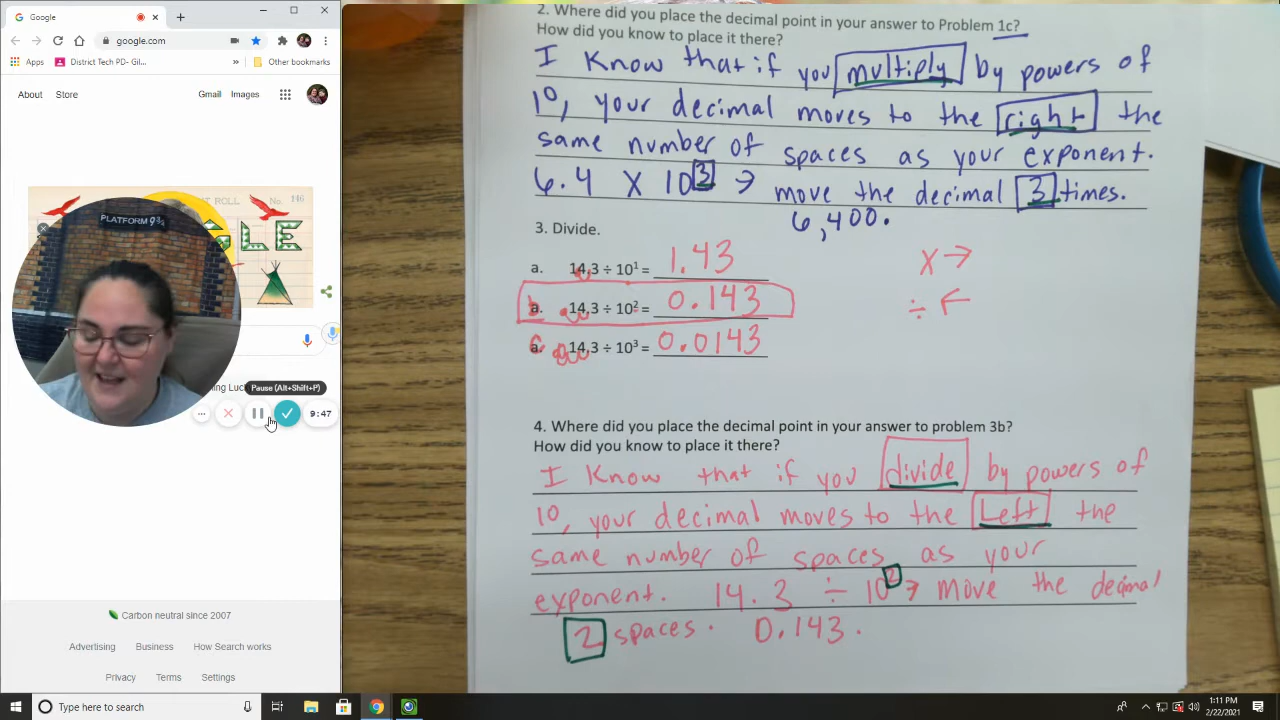 Google
google.com
Apps
District Tech PD- Gil...
»
Other bookmarks
About
Store
Gmail
Images
ROLL
No. 146
PLATFORM 9¾
GLE
Pause (Alt+Shift+P)
9:47
Carbon neutral since 2007
Advertising
Business
How Search works
Privacy
Terms
Settings
2. Where did you place the decimal point in your answer to Problem 1c?
How did you know to place it there?
I know that if you multiply by powers of
10, your decimal moves to the right the
same number of spaces as your exponent.
6.4 X 10³ → move the decimal 3 times.
6,400.
3. Divide.
a. 14.3 ÷ 10¹ = 1.43
b. 14.3 ÷ 10² = 0.143
c. 14.3 ÷ 10³ = 0.0143
X →
÷ ←
4. Where did you place the decimal point in your answer to problem 3b?
How did you know to place it there?
I know that if you divide by powers of
10, your decimal moves to the Left the
same number of spaces as your
exponent. 14.3 ÷ 10² → move the decimal
2 spaces. 0.143.
Type here to search
1:11 PM
2/22/2021